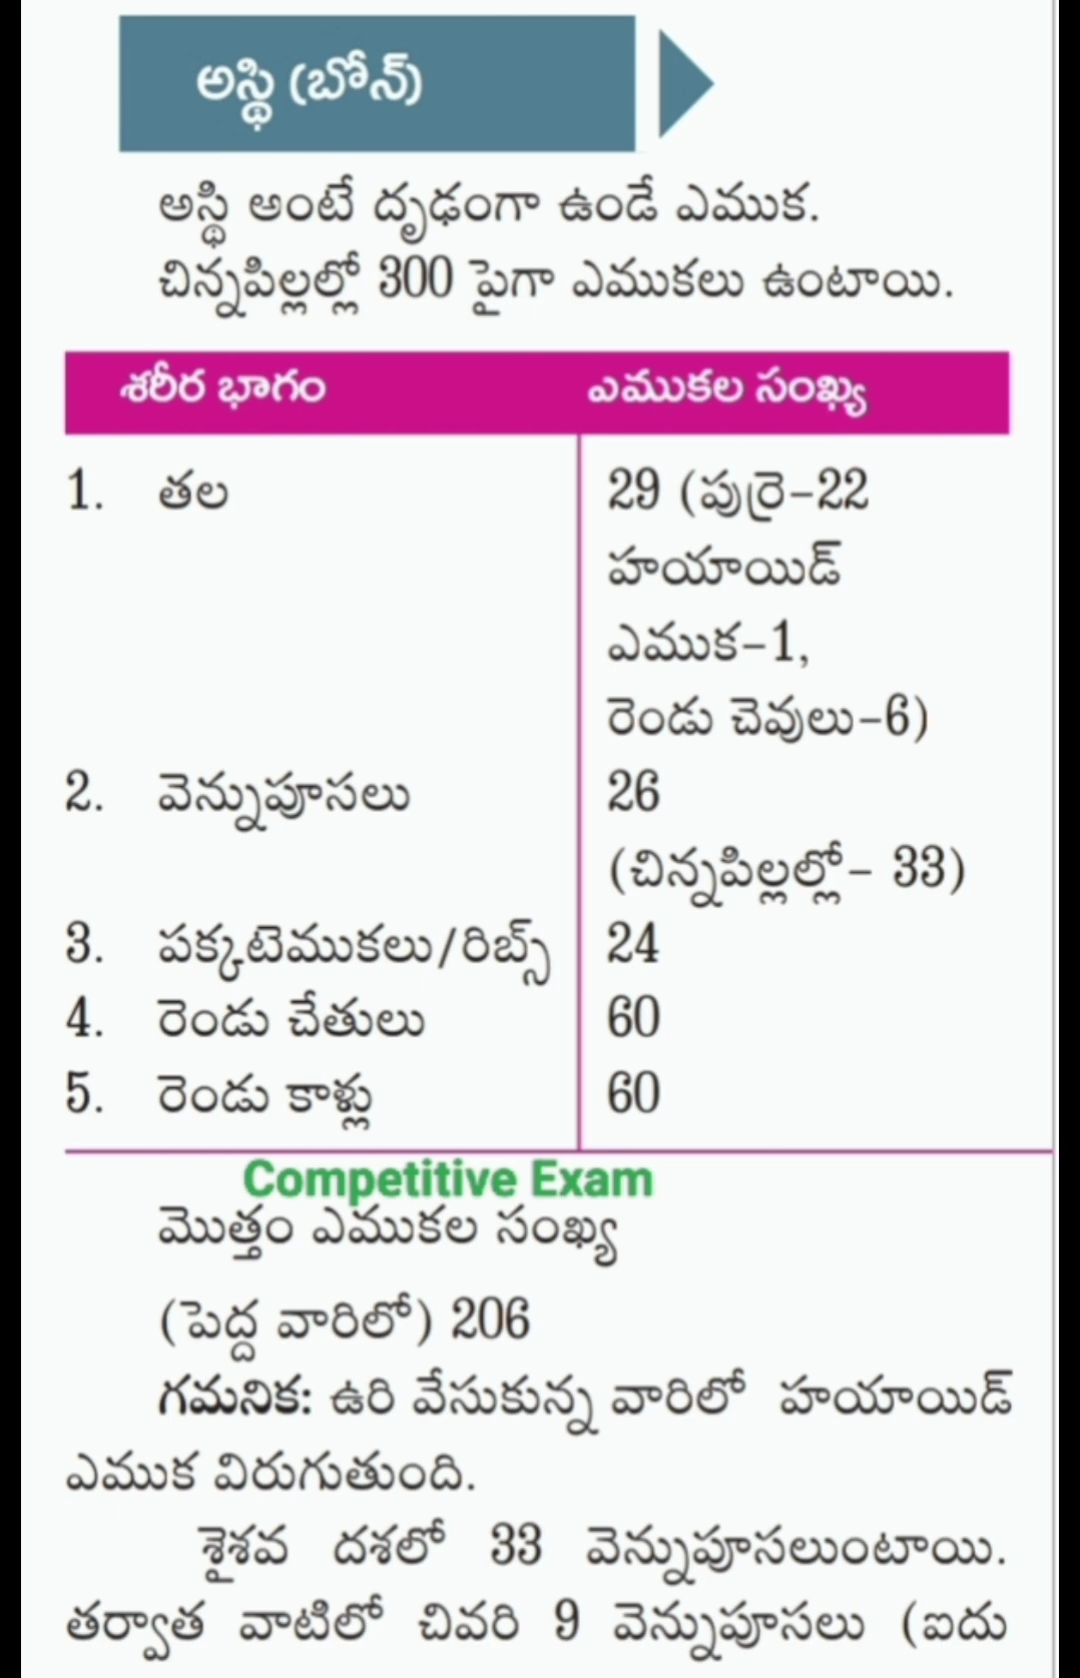 అస్థి (బోన్)
అస్థి అంటే దృఢంగా ఉండే ఎముక.
చిన్నపిల్లల్లో 300 పైగా ఎముకలు ఉంటాయి.
శరీర భాగం ఎముకల సంఖ్య
1. తల 29 (పుర్రె-22
హయాయిడ్
ఎముక-1,
రెండు చెవులు-6)
2. వెన్నుపూసలు 26
(చిన్నపిల్లల్లో- 33)
3. పక్కటెముకలు/రిబ్స్ 24
4. రెండు చేతులు 60
5. రెండు కాళ్లు 60
Competitive Exam
మొత్తం ఎముకల సంఖ్య
(పెద్ద వారిలో) 206
గమనిక: ఉరి వేసుకున్న వారిలో హయాయిడ్
ఎముక విరుగుతుంది.
శైశవ దశలో 33 వెన్నుపూసలుంటాయి.
తర్వాత వాటిలో చివరి 9 వెన్నుపూసలు (ఐదు